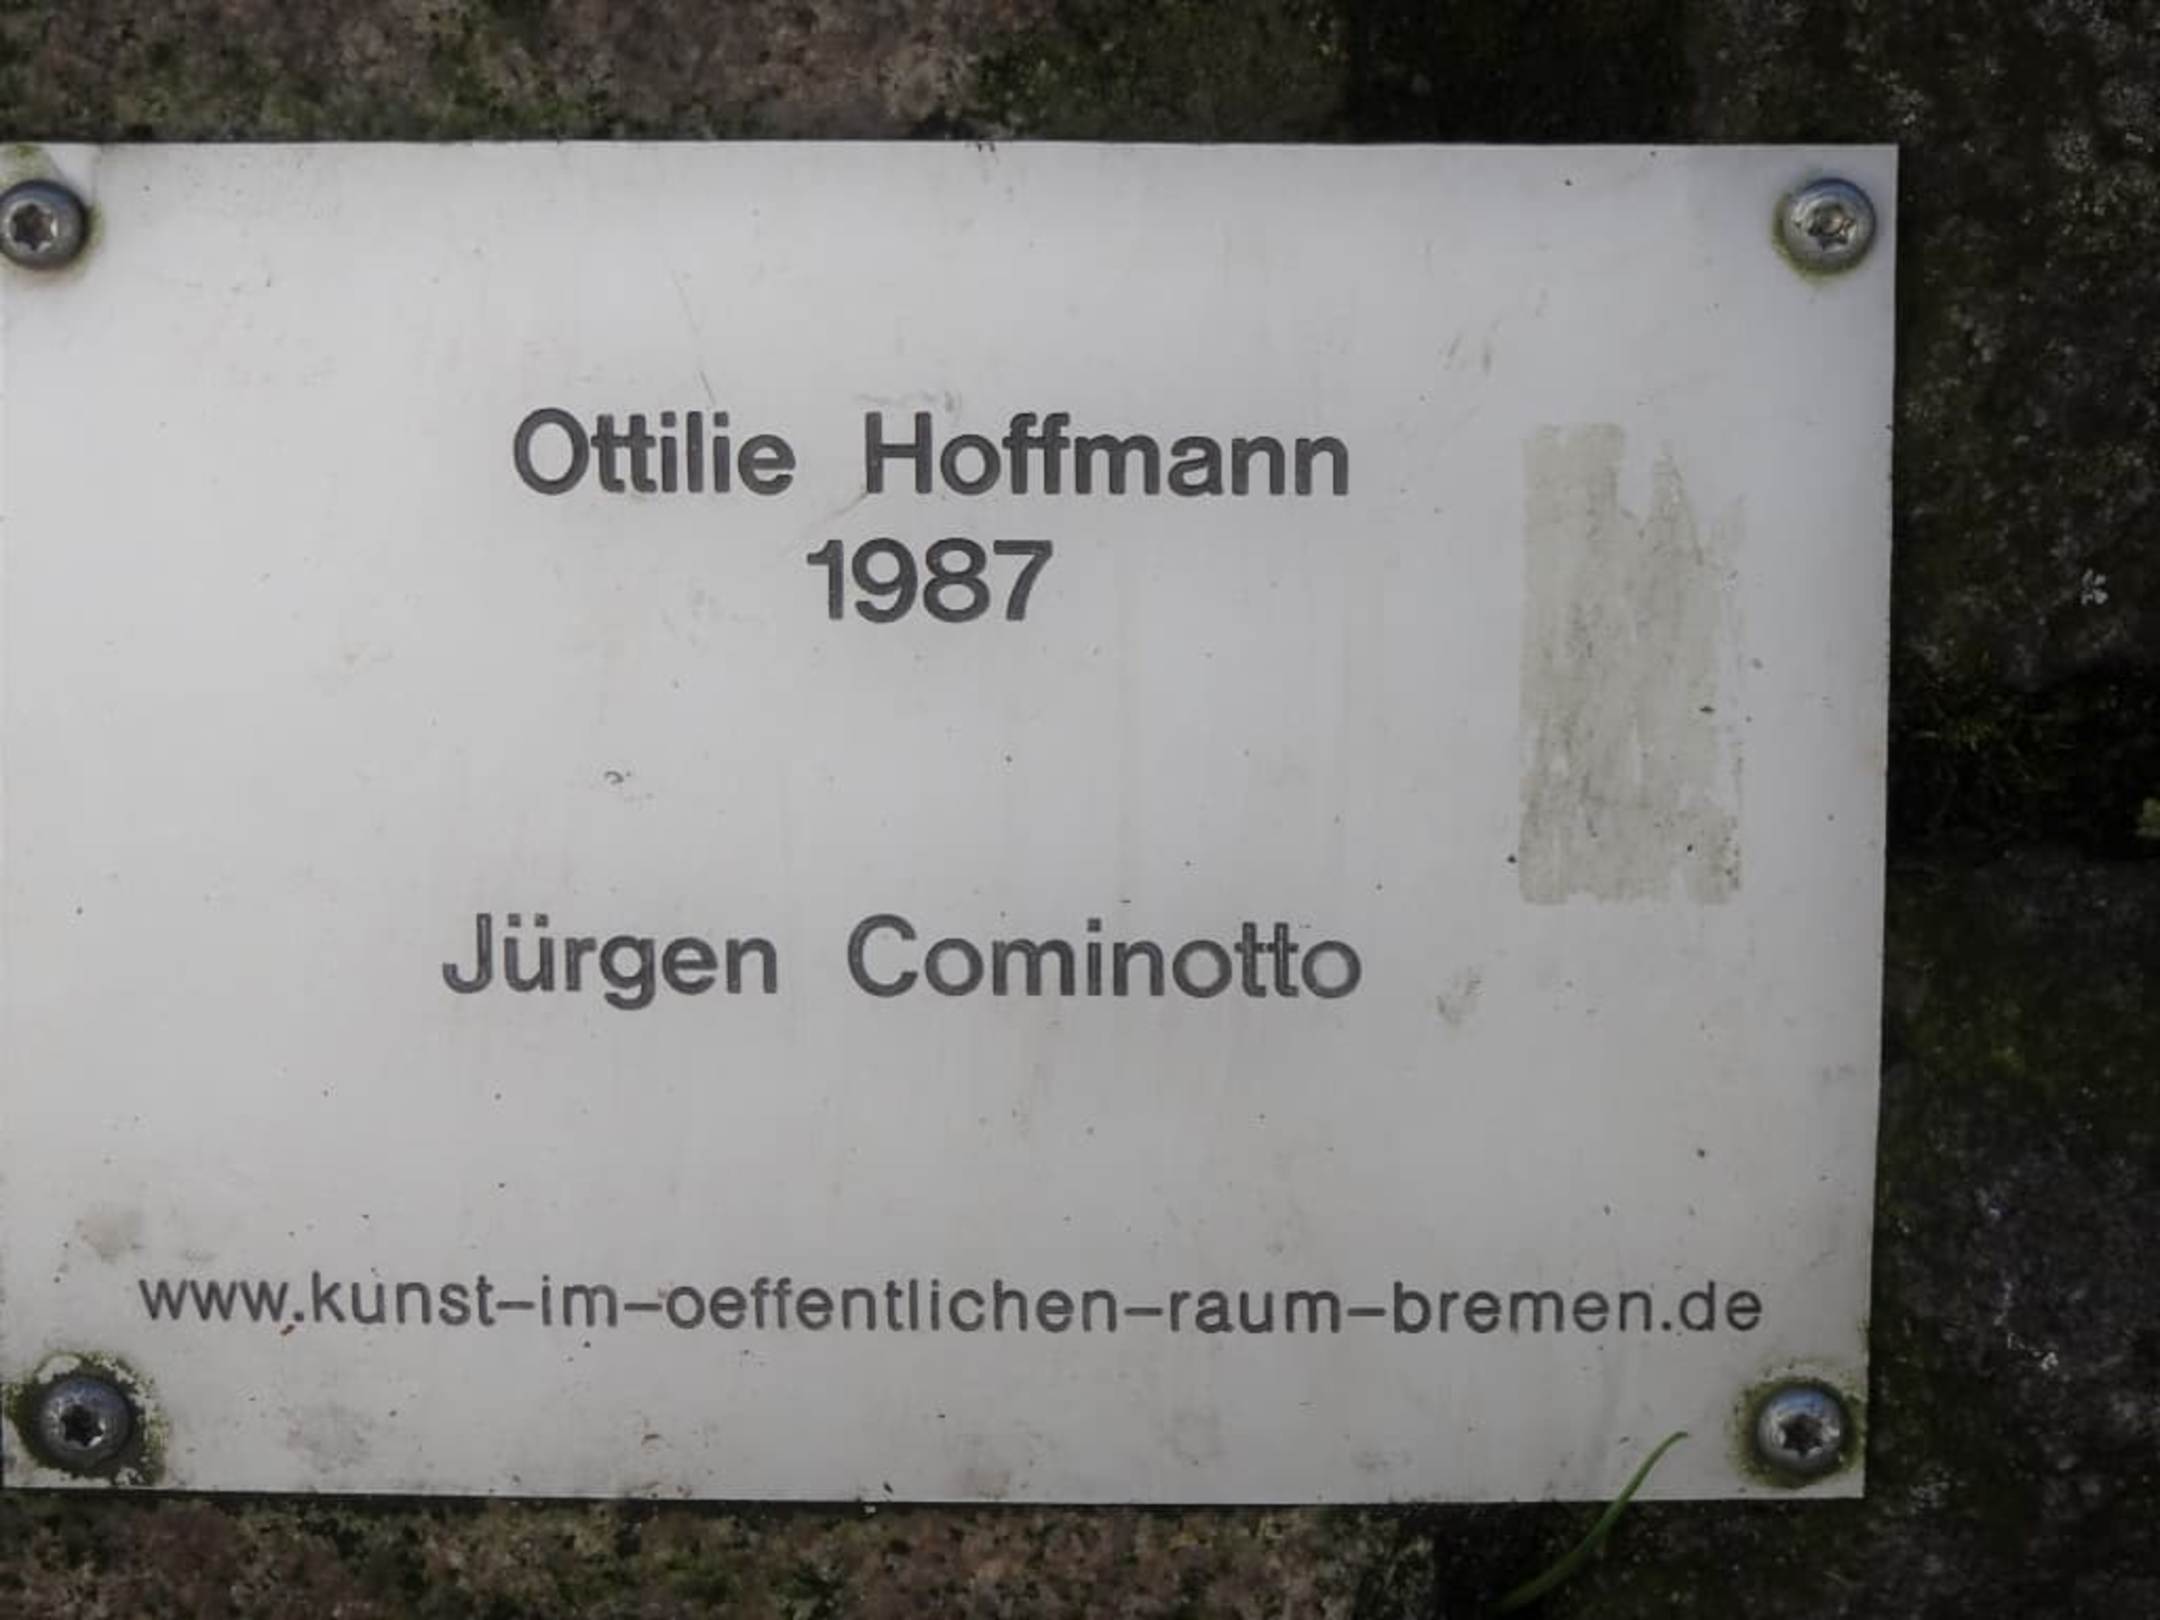 Ottilie Hoffmann
1987
Jürgen Cominotto
www.kunst-im-oeffentlichen-raum-bremen.de